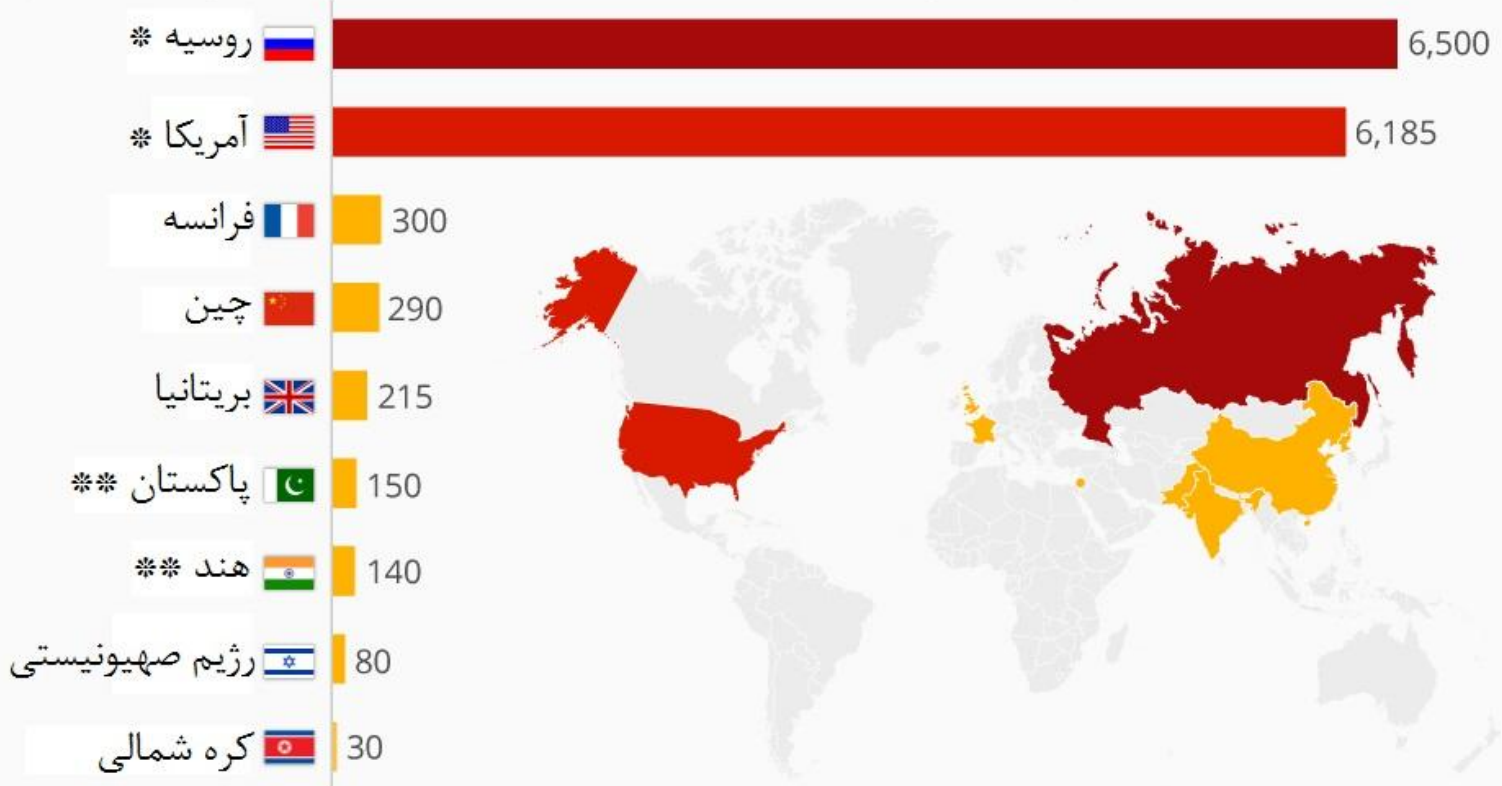 روسیه * 6,500
آمریکا * 6,185
فرانسه 300
چین 290
بریتانیا 215
پاکستان ** 150
هند ** 140
رژیم صهیونیستی 80
کره شمالی 30